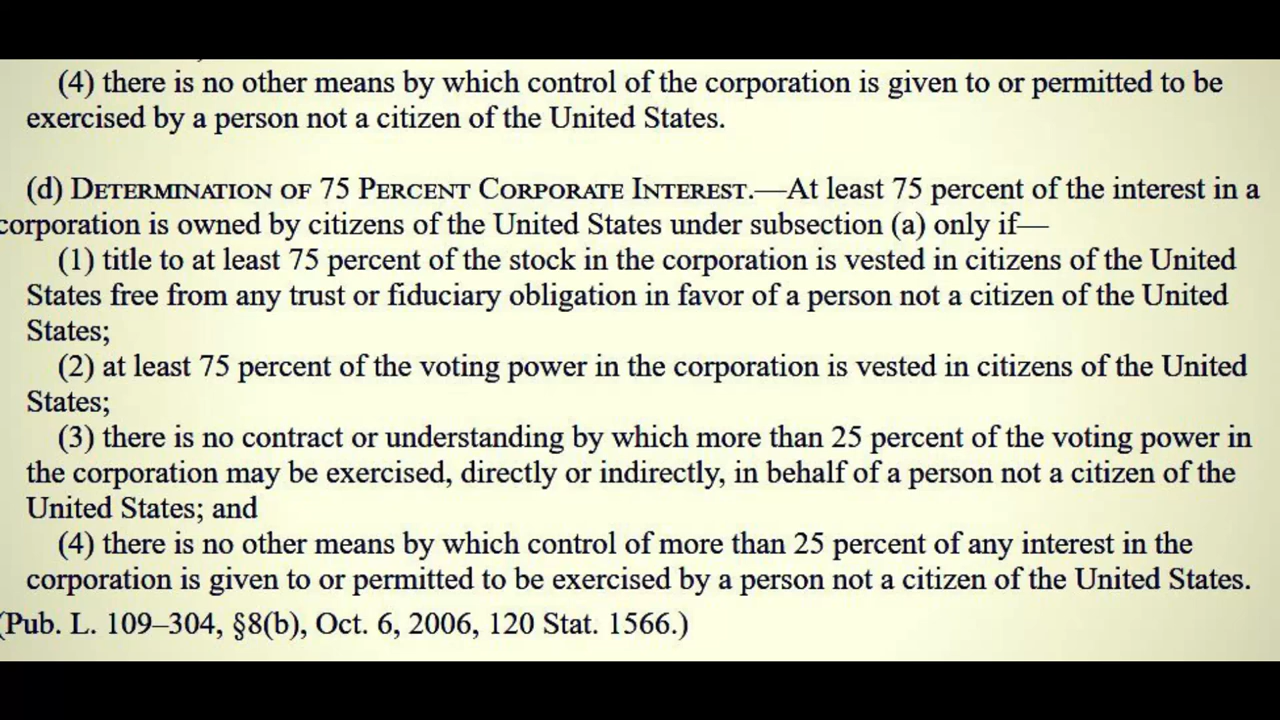 (4) there is no other means by which control of the corporation is given to or permitted to be
exercised by a person not a citizen of the United States.
(d) DETERMINATION OF 75 PERCENT CORPORATE INTEREST.—At least 75 percent of the interest in a
corporation is owned by citizens of the United States under subsection (a) only if—
(1) title to at least 75 percent of the stock in the corporation is vested in citizens of the United
States free from any trust or fiduciary obligation in favor of a person not a citizen of the United
States;
(2) at least 75 percent of the voting power in the corporation is vested in citizens of the United
States;
(3) there is no contract or understanding by which more than 25 percent of the voting power in
the corporation may be exercised, directly or indirectly, in behalf of a person not a citizen of the
United States; and
(4) there is no other means by which control of more than 25 percent of any interest in the
corporation is given to or permitted to be exercised by a person not a citizen of the United States.
(Pub. L. 109–304, §8(b), Oct. 6, 2006, 120 Stat. 1566.)